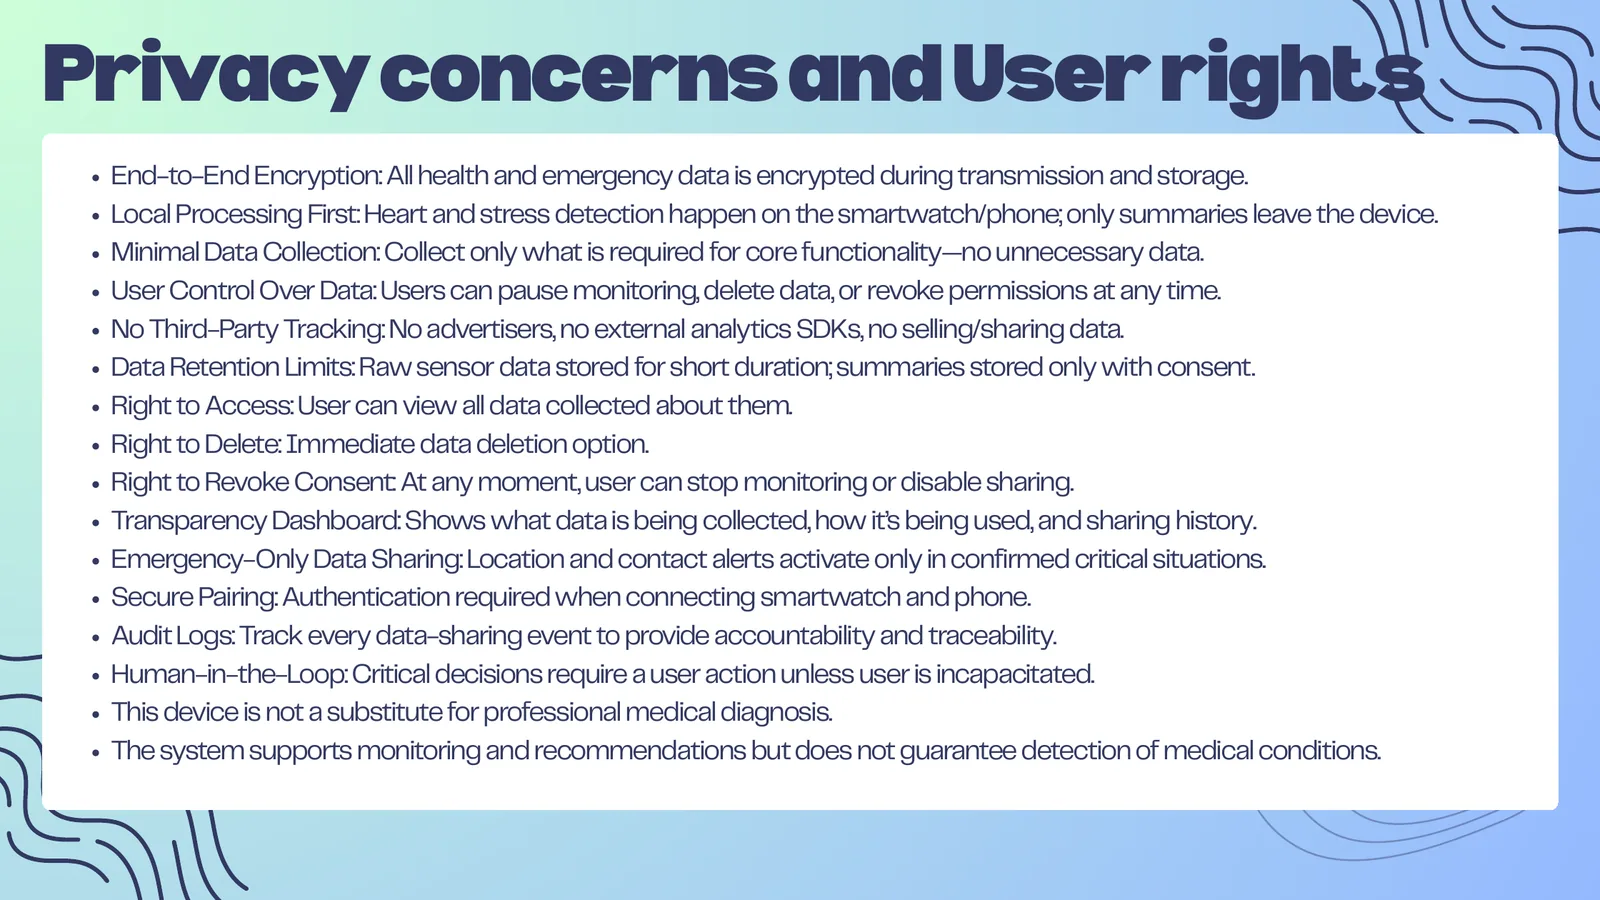 Privacy concerns and User rights
• End-to-End Encryption: All health and emergency data is encrypted during transmission and storage.
• Local Processing First: Heart and stress detection happen on the smartwatch/phone; only summaries leave the device.
• Minimal Data Collection: Collect only what is required for core functionality—no unnecessary data.
• User Control Over Data: Users can pause monitoring, delete data, or revoke permissions at any time.
• No Third-Party Tracking: No advertisers, no external analytics SDKs, no selling/sharing data.
• Data Retention Limits: Raw sensor data stored for short duration; summaries stored only with consent.
• Right to Access: User can view all data collected about them.
• Right to Delete: Immediate data deletion option.
• Right to Revoke Consent: At any moment, user can stop monitoring or disable sharing.
• Transparency Dashboard: Shows what data is being collected, how it’s being used, and sharing history.
• Emergency-Only Data Sharing: Location and contact alerts activate only in confirmed critical situations.
• Secure Pairing: Authentication required when connecting smartwatch and phone.
• Audit Logs: Track every data-sharing event to provide accountability and traceability.
• Human-in-the-Loop: Critical decisions require a user action unless user is incapacitated.
• This device is not a substitute for professional medical diagnosis.
• The system supports monitoring and recommendations but does not guarantee detection of medical conditions.